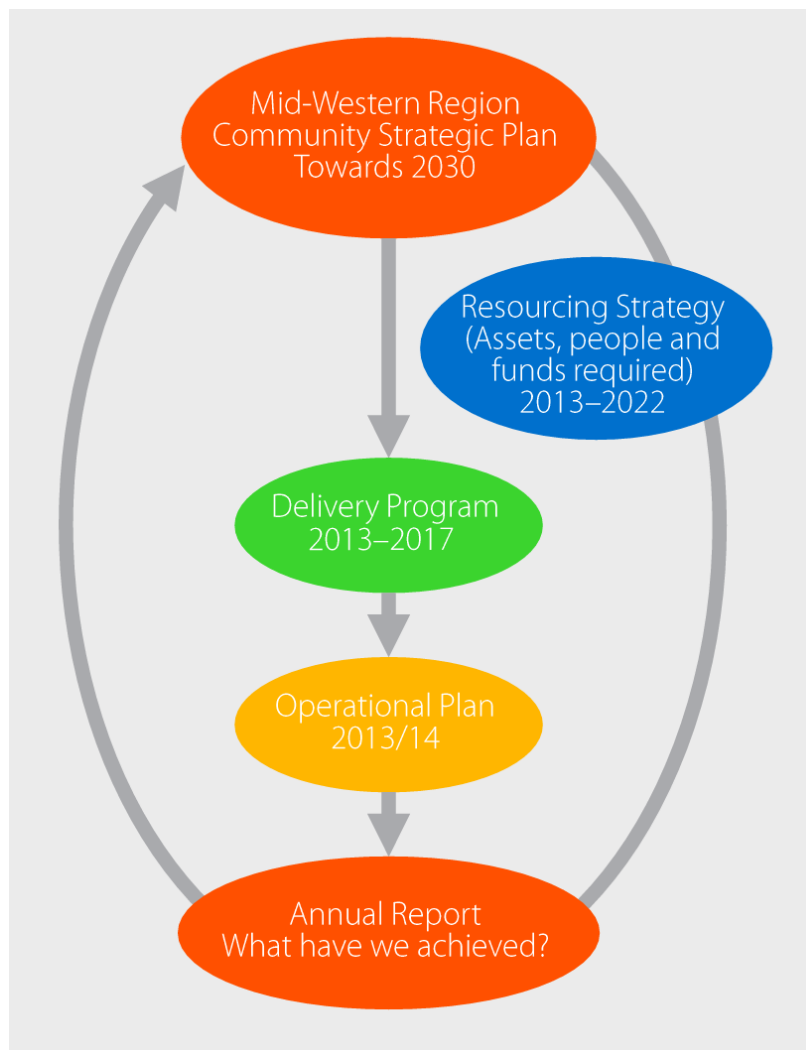 Mid-Western Region
Community Strategic Plan
Towards 2030
Resourcing Strategy
(Assets, people and
funds required)
2013–2022
Delivery Program
2013–2017
Operational Plan
2013/14
Annual Report
What have we achieved?